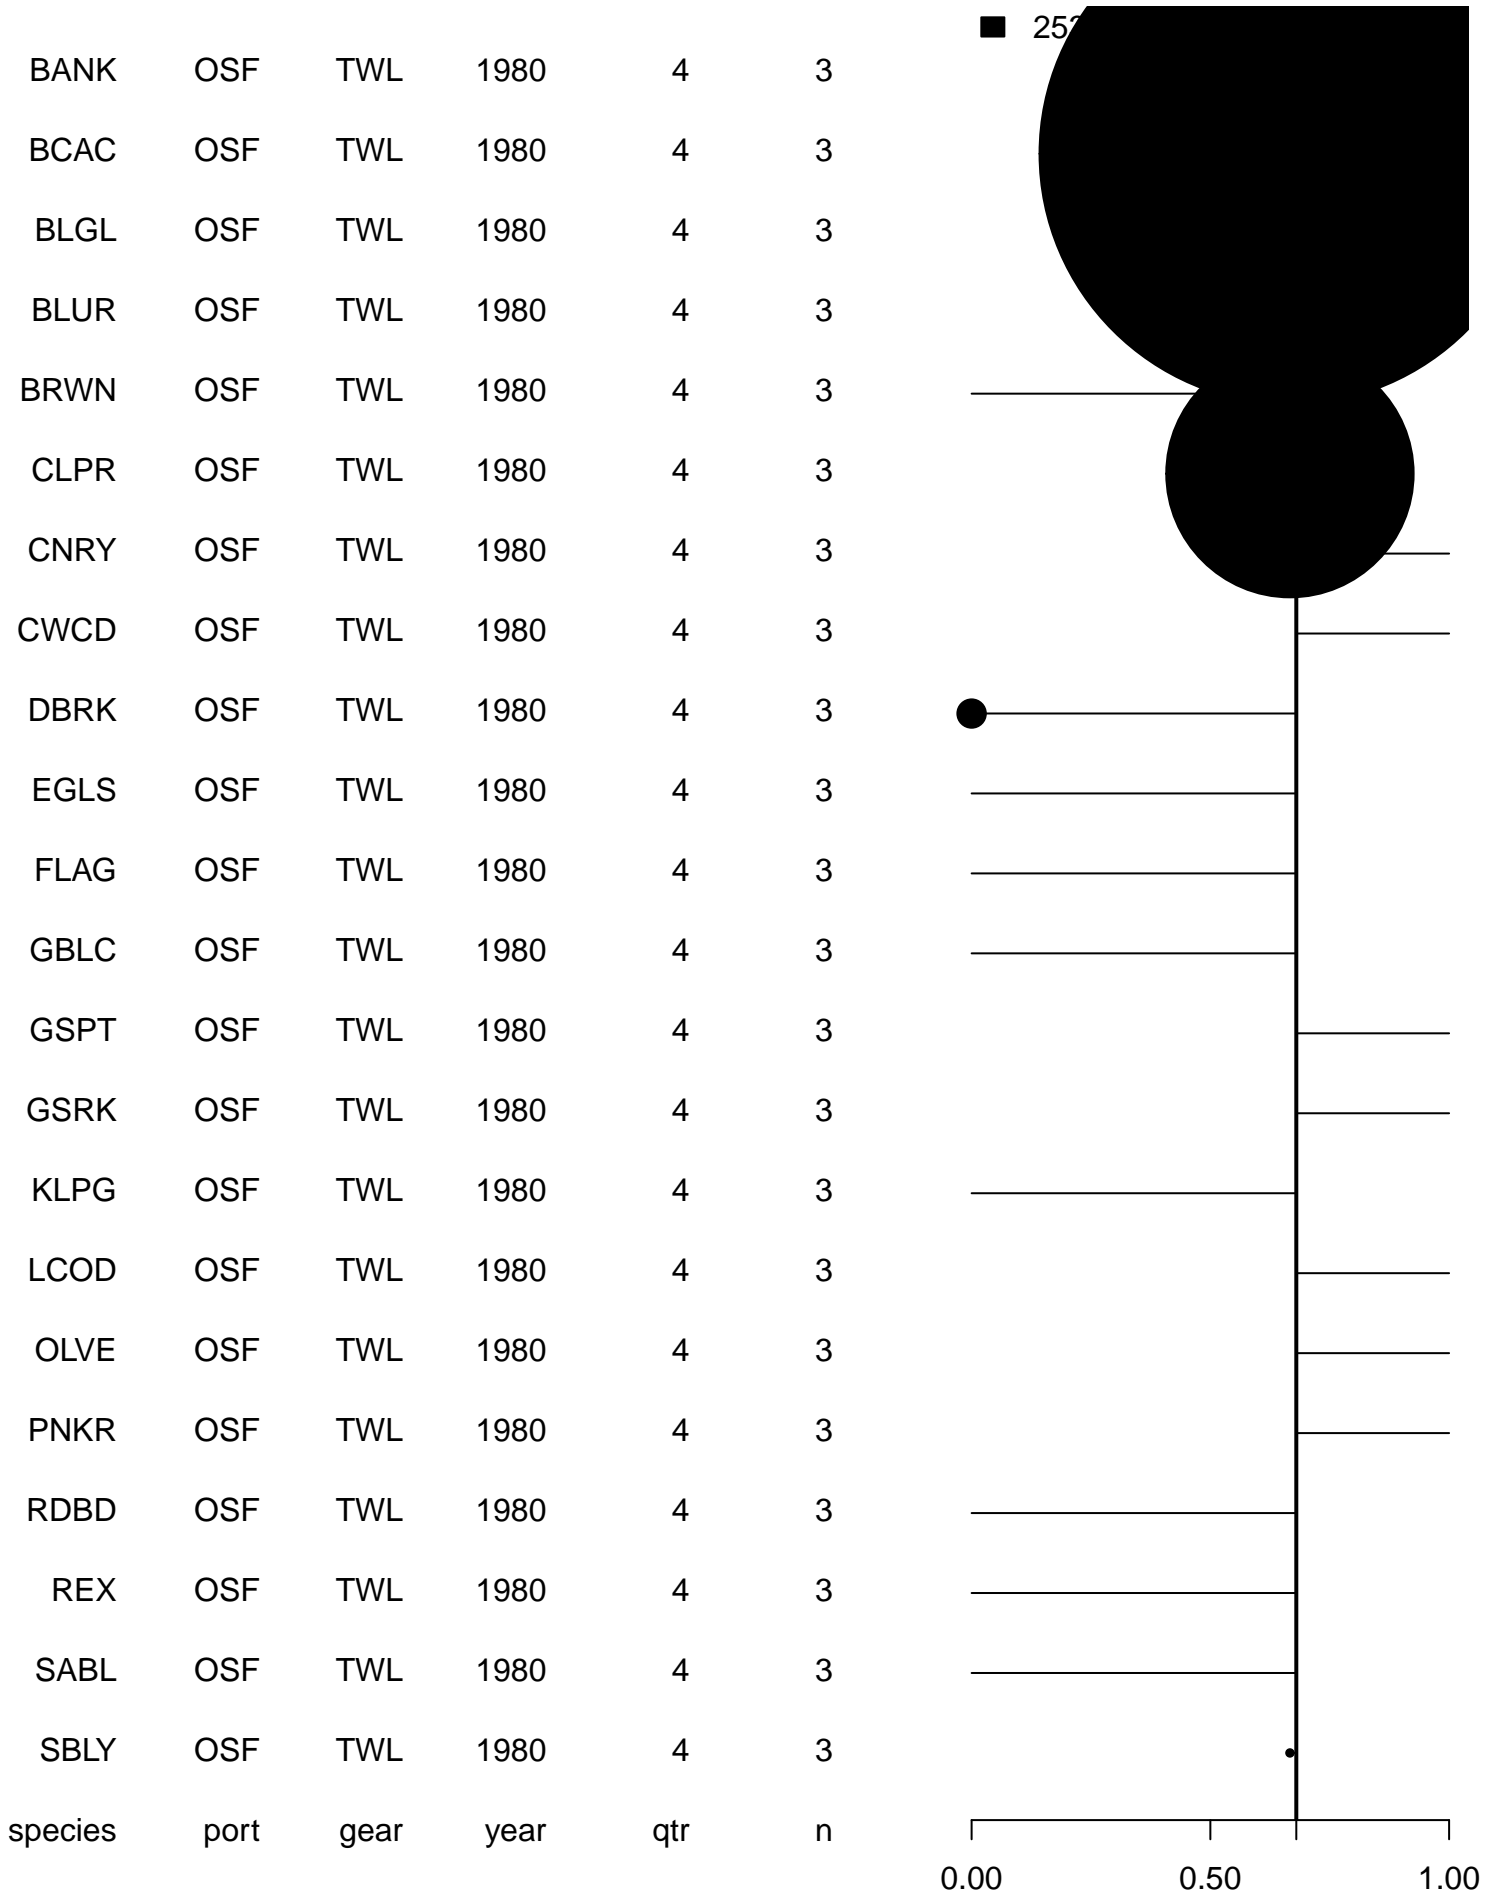 252
BANK OSF TWL 1980 4 3
BCAC OSF TWL 1980 4 3
BLGL OSF TWL 1980 4 3
BLUR OSF TWL 1980 4 3
BRWN OSF TWL 1980 4 3
CLPR OSF TWL 1980 4 3
CNRY OSF TWL 1980 4 3
CWCD OSF TWL 1980 4 3
DBRK OSF TWL 1980 4 3
EGLS OSF TWL 1980 4 3
FLAG OSF TWL 1980 4 3
GBLC OSF TWL 1980 4 3
GSPT OSF TWL 1980 4 3
GSRK OSF TWL 1980 4 3
KLPG OSF TWL 1980 4 3
LCOD OSF TWL 1980 4 3
OLVE OSF TWL 1980 4 3
PNKR OSF TWL 1980 4 3
RDBD OSF TWL 1980 4 3
REX OSF TWL 1980 4 3
SABL OSF TWL 1980 4 3
SBLY OSF TWL 1980 4 3
species port gear year qtr n
0.00 0.50 1.00